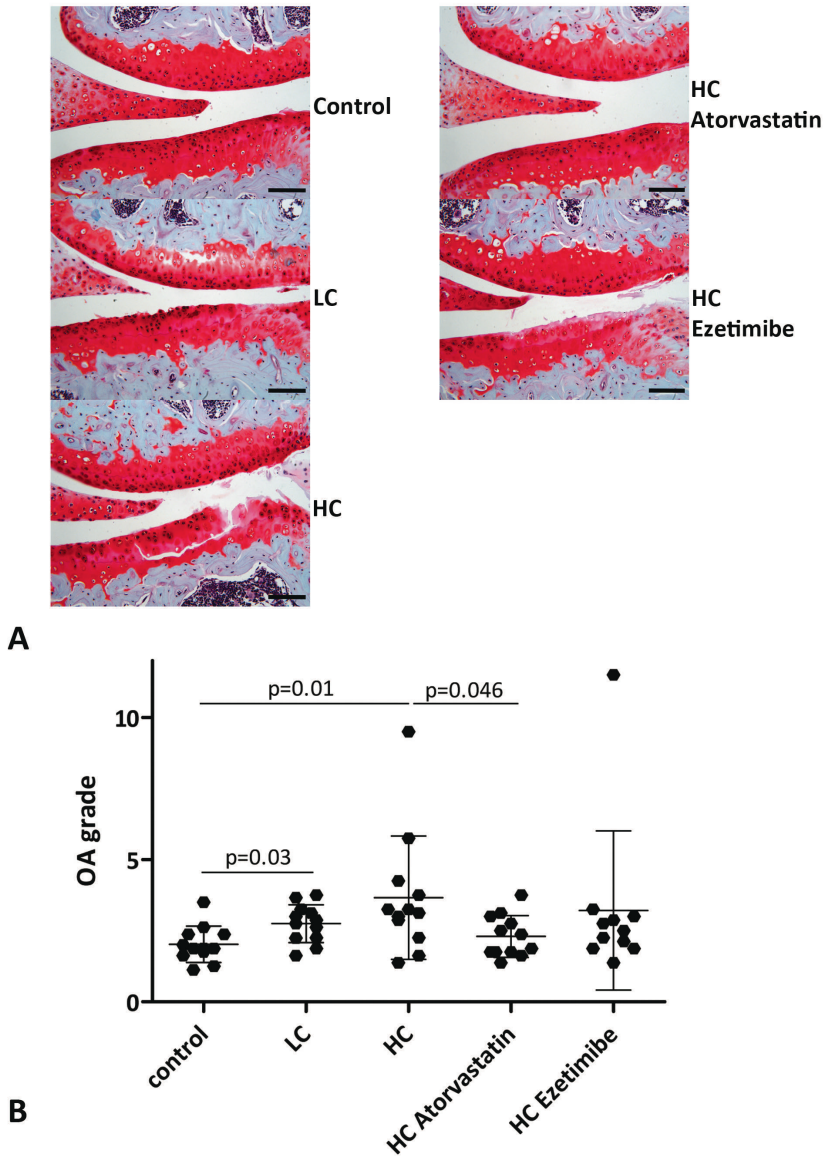 Control
HC
Atorvastatin
LC
HC
Ezetimibe
HC
A
p=0.01
p=0.046
10
OA grade
p=0.03
5
0
control
LC
HC
HC Atorvastatin
HC Ezetimibe
B